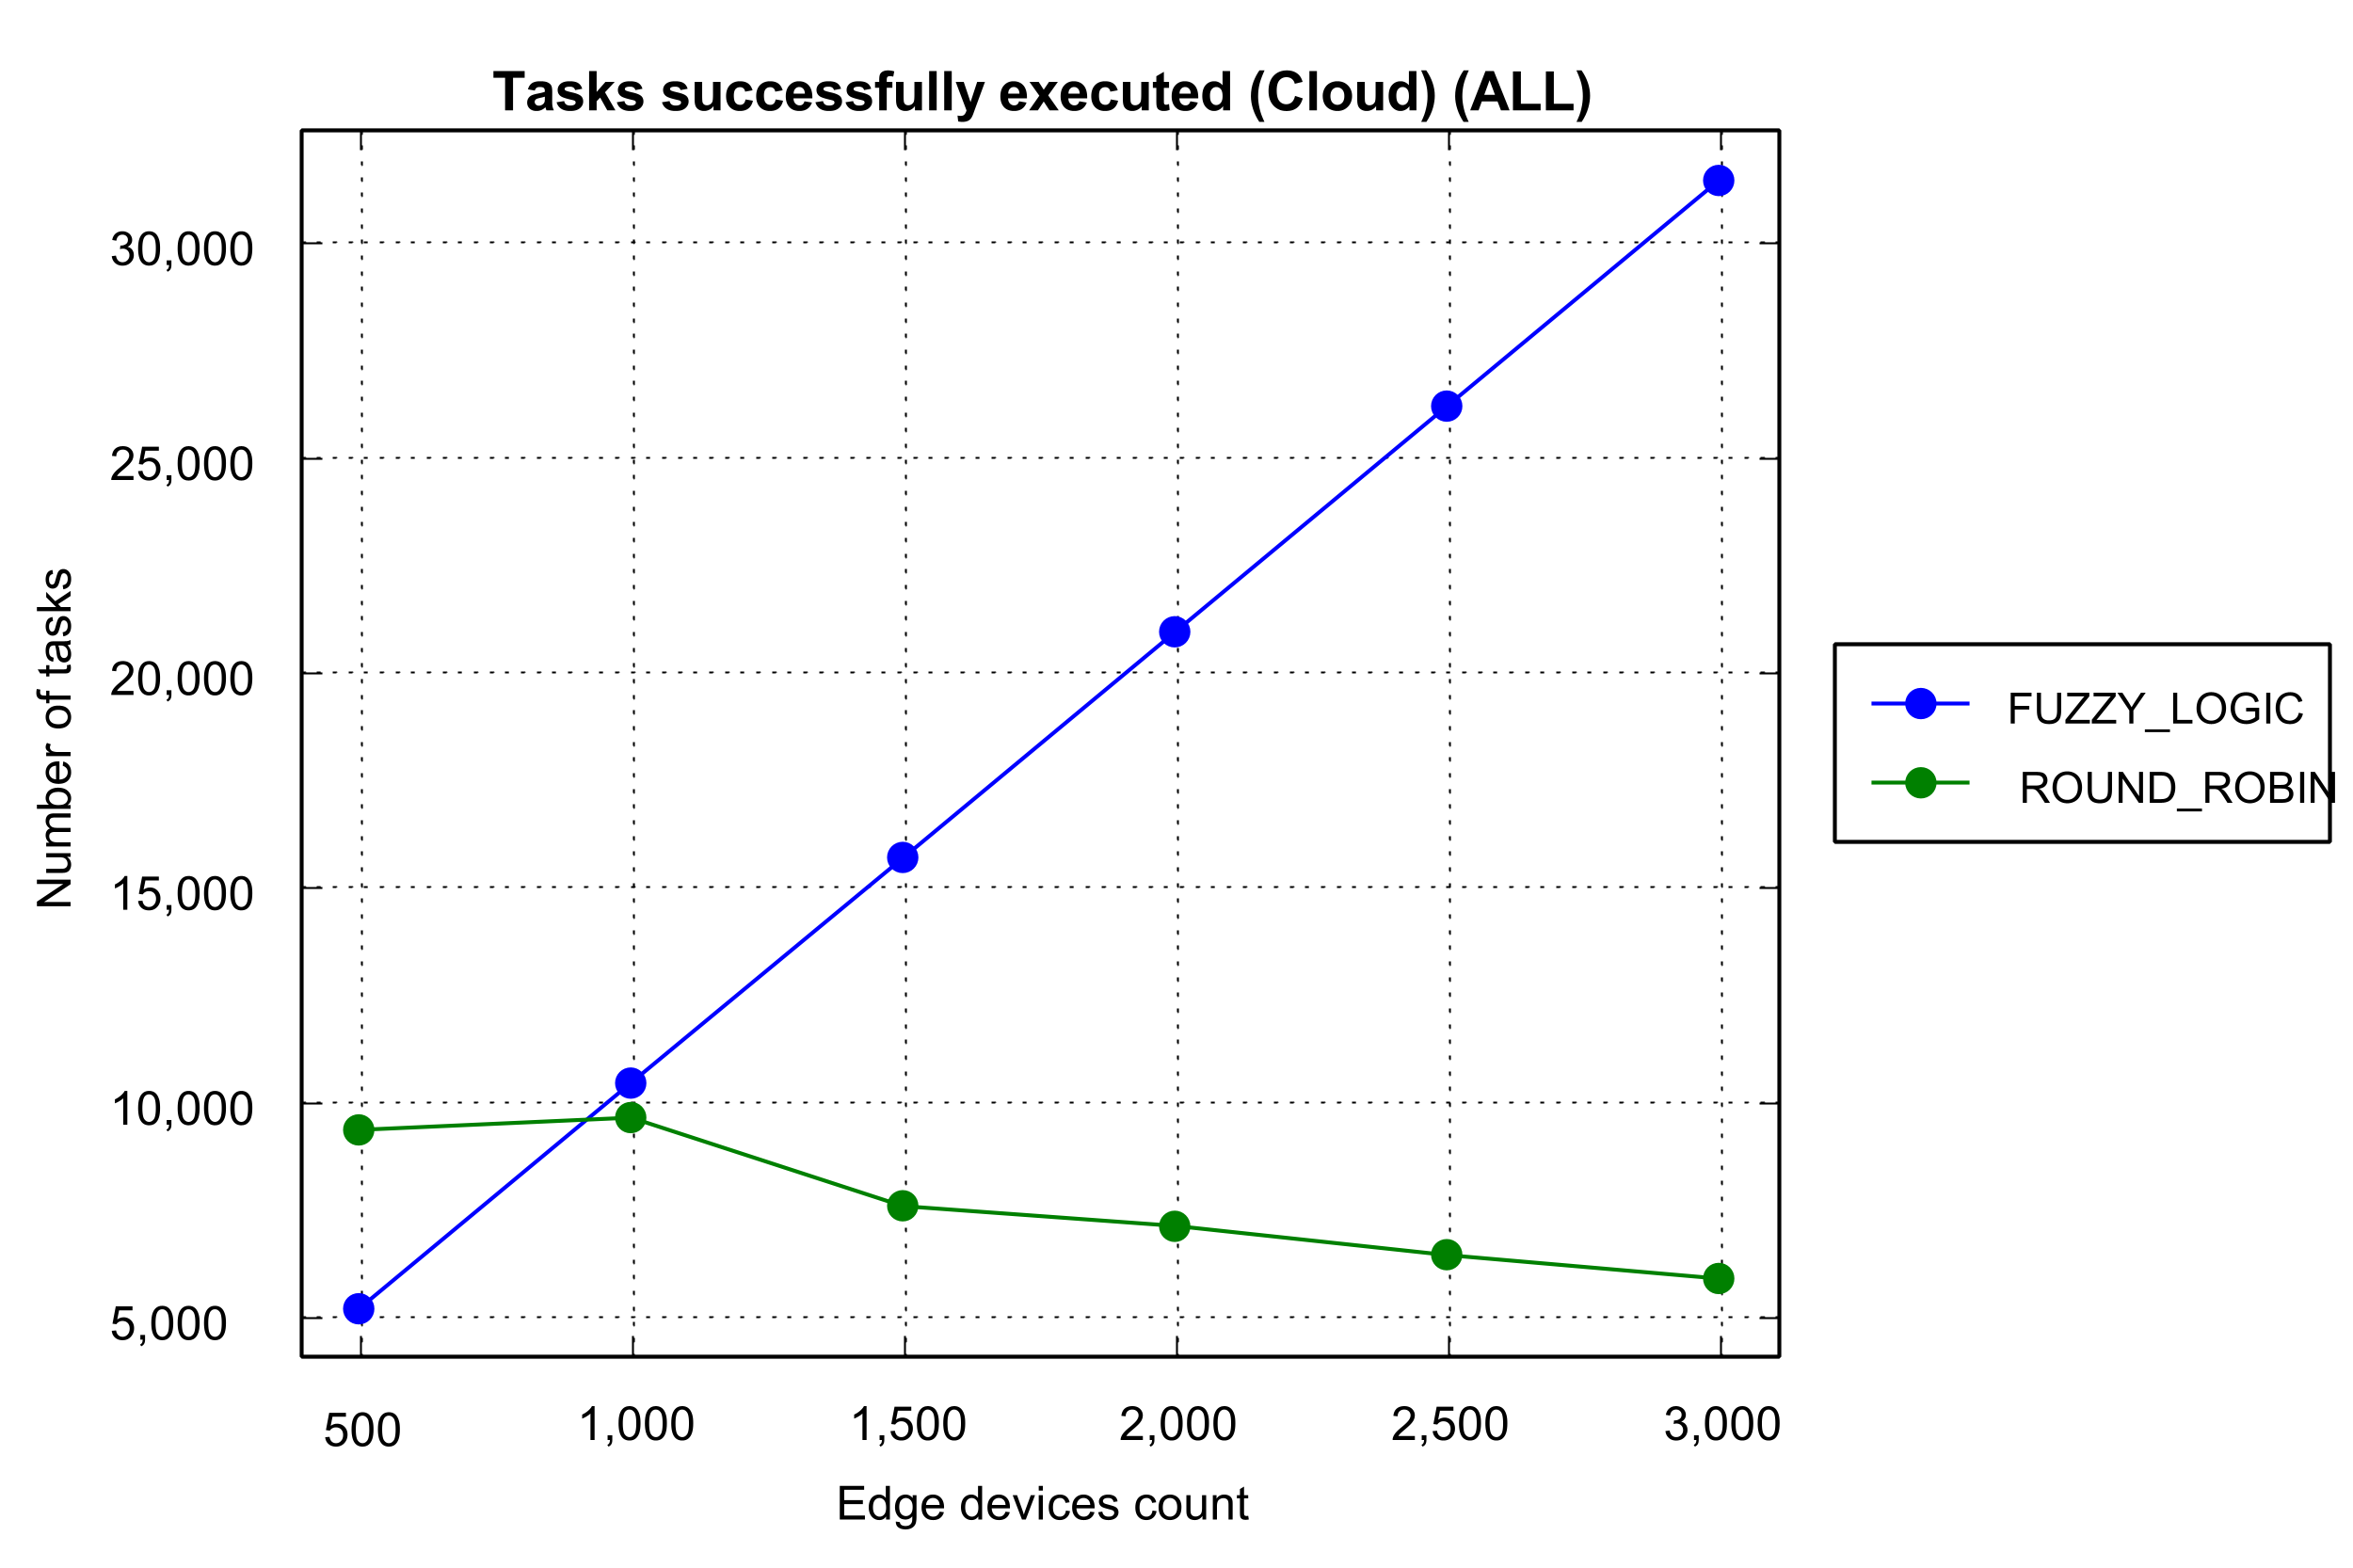 Tasks successfully executed (Cloud) (ALL)
Number of tasks
30,000
25,000
20,000
15,000
10,000
5,000
500
1,000
1,500
2,000
2,500
3,000
Edge devices count
FUZZY_LOGIC
ROUND_ROBIN